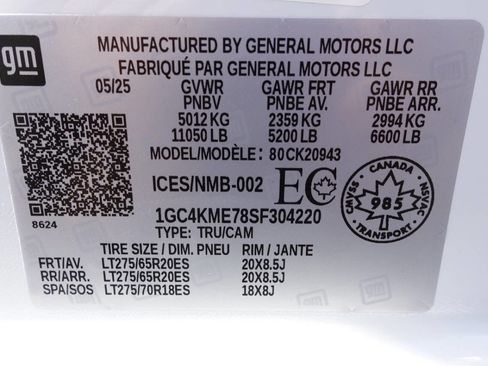 gm
MANUFACTURED BY GENERAL MOTORS LLC
FABRIQUÉ PAR GENERAL MOTORS LLC
05/25 GVWR GAWR FRT GAWR RR
PNBV PNBE AV. PNBE ARR.
5012 KG 2359 KG 2994 KG
11050 LB 5200 LB 6600 LB
MODEL/MODÈLE: 80CK20943
ICES/NMB-002 EC
CANADA
CMVSS - NSVAC
985
TRANSPORT
8624
1GC4KME78SF304220
TYPE: TRU/CAM
TIRE SIZE / DIM. PNEU RIM / JANTE
FRT/AV. LT275/65R20ES 20X8.5J
RR/ARR. LT275/65R20ES 20X8.5J
SPA/SOS LT275/70R18ES 18X8J